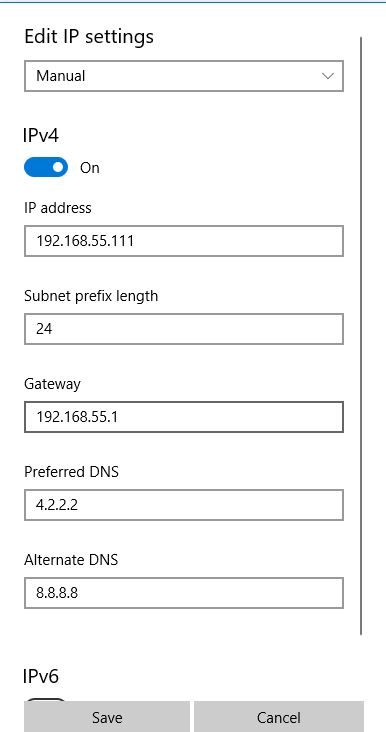 Edit IP settings
Manual
IPv4
On
IP address
192.168.55.111
Subnet prefix length
24
Gateway
192.168.55.1
Preferred DNS
4.2.2.2
Alternate DNS
8.8.8.8
IPv6
Save Cancel